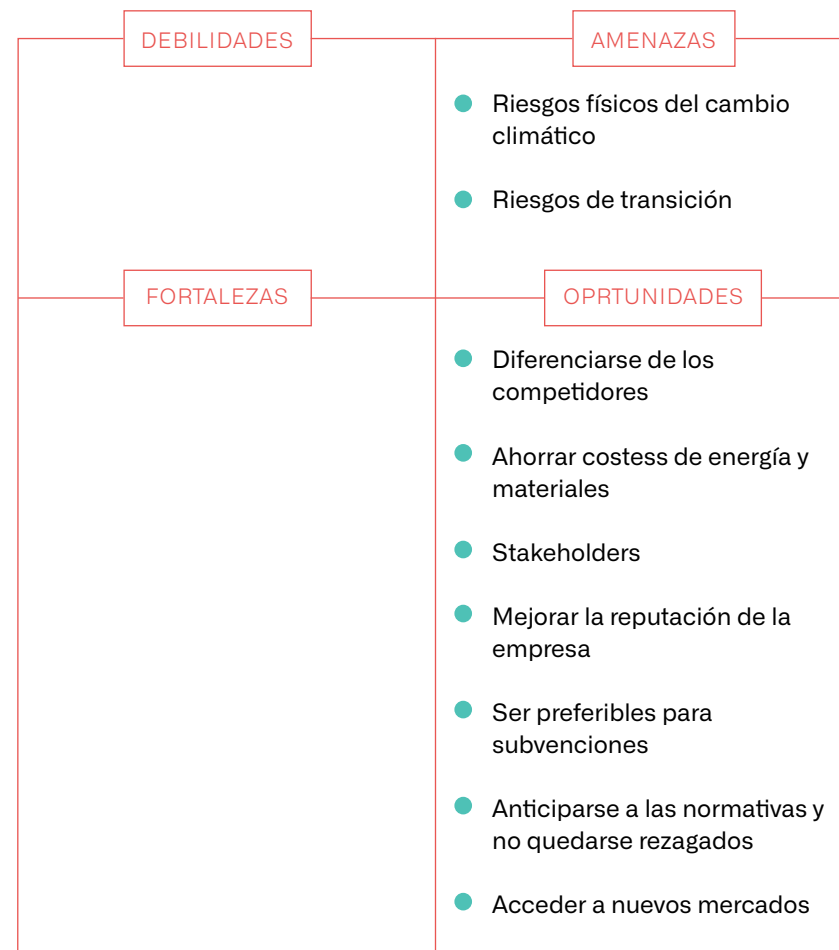 DEBILIDADES
AMENAZAS
Riesgos físicos del cambio
climático
Riesgos de transición
FORTALEZAS
OPRTUNIDADES
Diferenciarse de los
competidores
Ahorrar costess de energía y
materiales
Stakeholders
Mejorar la reputación de la
empresa
Ser preferibles para
subvenciones
Anticiparse a las normativas y
no quedarse rezagados
Acceder a nuevos mercados